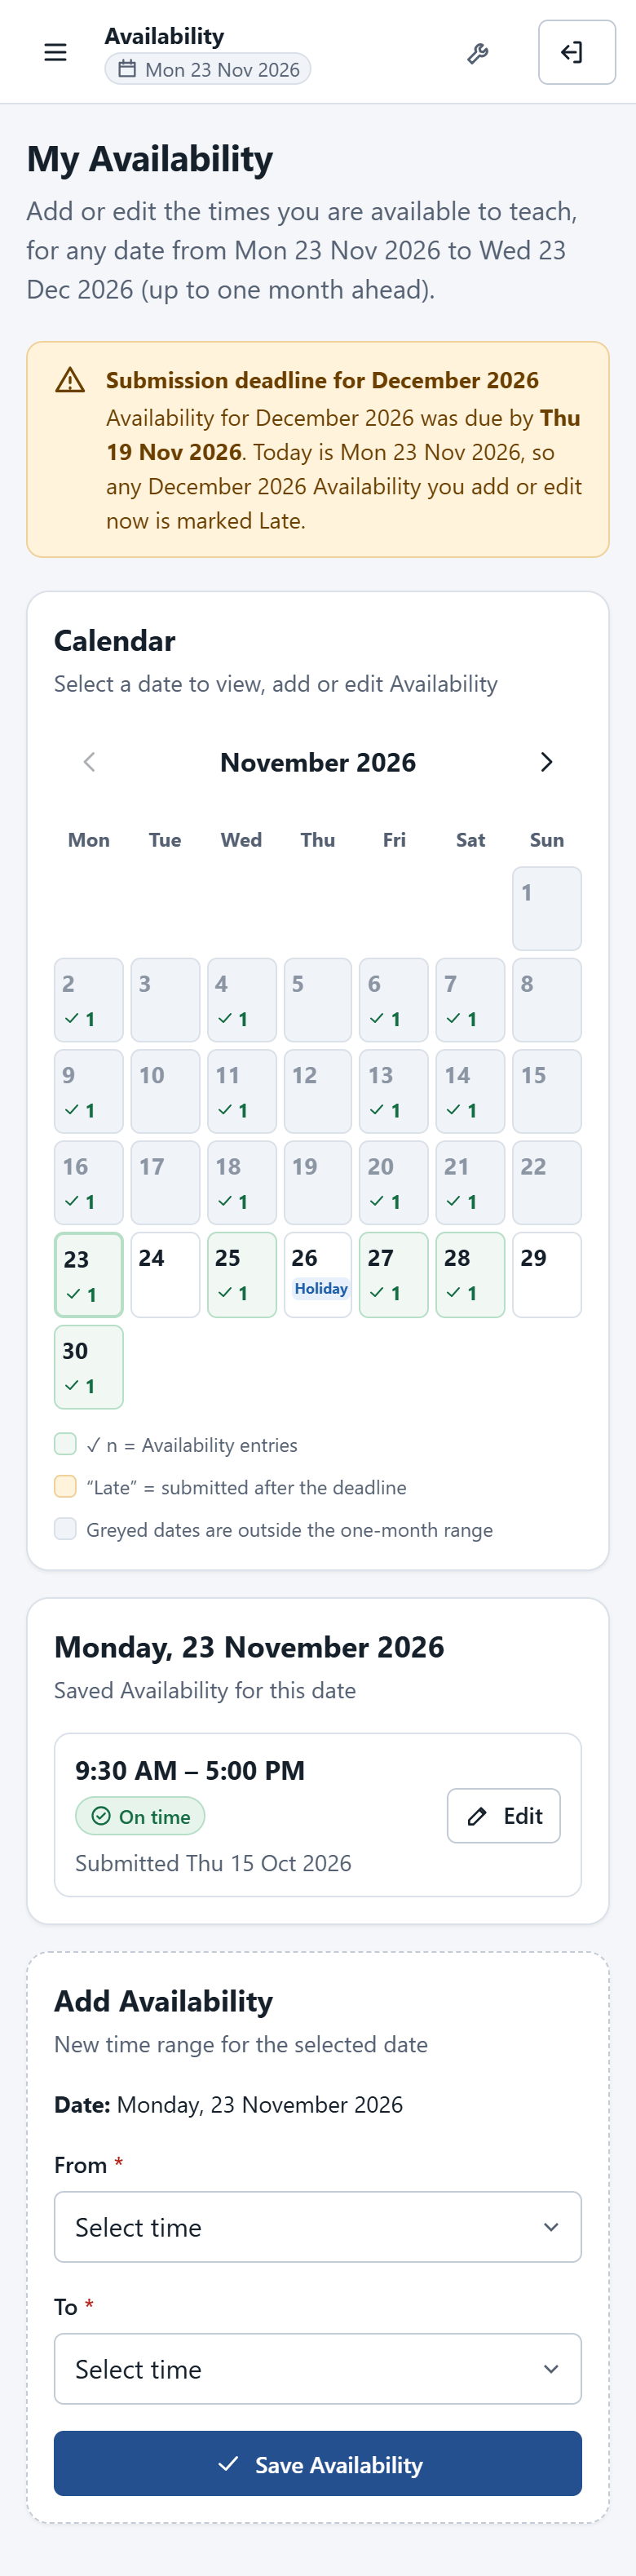 Availability
Mon 23 Nov 2026
My Availability
Add or edit the times you are available to teach,
for any date from Mon 23 Nov 2026 to Wed 23
Dec 2026 (up to one month ahead).
Submission deadline for December 2026
Availability for December 2026 was due by Thu
19 Nov 2026. Today is Mon 23 Nov 2026, so
any December 2026 Availability you add or edit
now is marked Late.
Calendar
Select a date to view, add or edit Availability
November 2026
Mon Tue Wed Thu Fri Sat Sun
1
2 3 4 5 6 7 8
✓ 1 ✓ 1 ✓ 1 ✓ 1
9 10 11 12 13 14 15
✓ 1 ✓ 1 ✓ 1 ✓ 1
16 17 18 19 20 21 22
✓ 1 ✓ 1 ✓ 1 ✓ 1
23 24 25 26 27 28 29
✓ 1 ✓ 1 Holiday ✓ 1 ✓ 1
30
✓ 1
✓ n = Availability entries
“Late” = submitted after the deadline
Greyed dates are outside the one-month range
Monday, 23 November 2026
Saved Availability for this date
9:30 AM – 5:00 PM
On time
Edit
Submitted Thu 15 Oct 2026
Add Availability
New time range for the selected date
Date: Monday, 23 November 2026
From *
Select time
To *
Select time
Save Availability